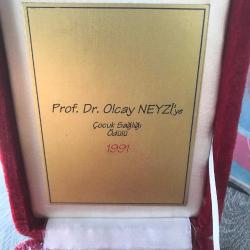 Prof. Dr. Olcay NEYZİ'ye
Çocuk Sağlığı
Ödülü
1991